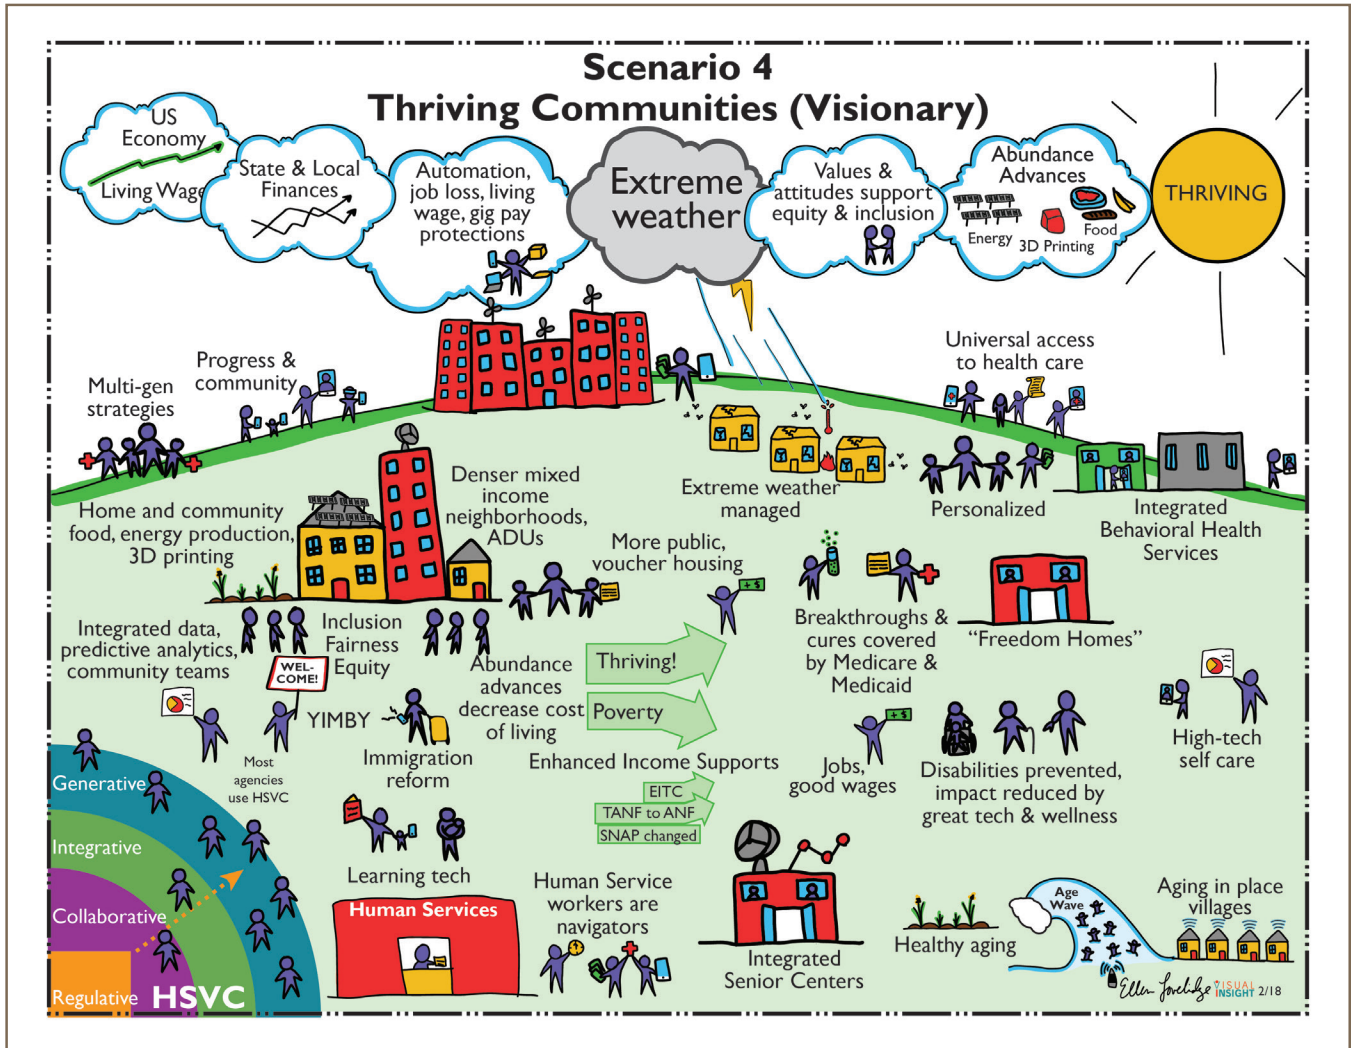 Scenario 4
Thriving Communities (Visionary)
US
Economy
Living Wage
State & Local
Finances
Automation,
job loss, living
wage, gig pay
protections
Extreme
weather
Values &
attitudes support
equity & inclusion
Abundance
Advances
Energy
3D Printing
Food
THRIVING
Multi-gen
strategies
Progress &
community
Universal access
to health care
Home and community
food, energy production,
3D printing
Denser mixed
income
neighborhoods,
ADUs
Extreme weather
managed
Personalized
Integrated
Behavioral Health
Services
More public,
voucher housing
+ $
Integrated data,
predictive analytics,
community teams
Inclusion
Fairness
Equity
WEL-
COME!
YIMBY
Most
agencies
use HSVC
Immigration
reform
Abundance
advances
decrease cost
of living
Thriving!
Poverty
Breakthroughs &
cures covered
by Medicare &
Medicaid
"Freedom Homes"
Enhanced Income Supports
EITC
TANF to ANF
SNAP changed
+ $
Jobs,
good wages
Disabilities prevented,
impact reduced by
great tech & wellness
High-tech
self care
Generative
Integrative
Collaborative
Regulative
HSVC
Learning tech
Human Services
Human Service
workers are
navigators
Integrated
Senior Centers
Healthy aging
Age
Wave
Aging in place
villages
Ellen Lovelidge
VISUAL
INSIGHT 2/18